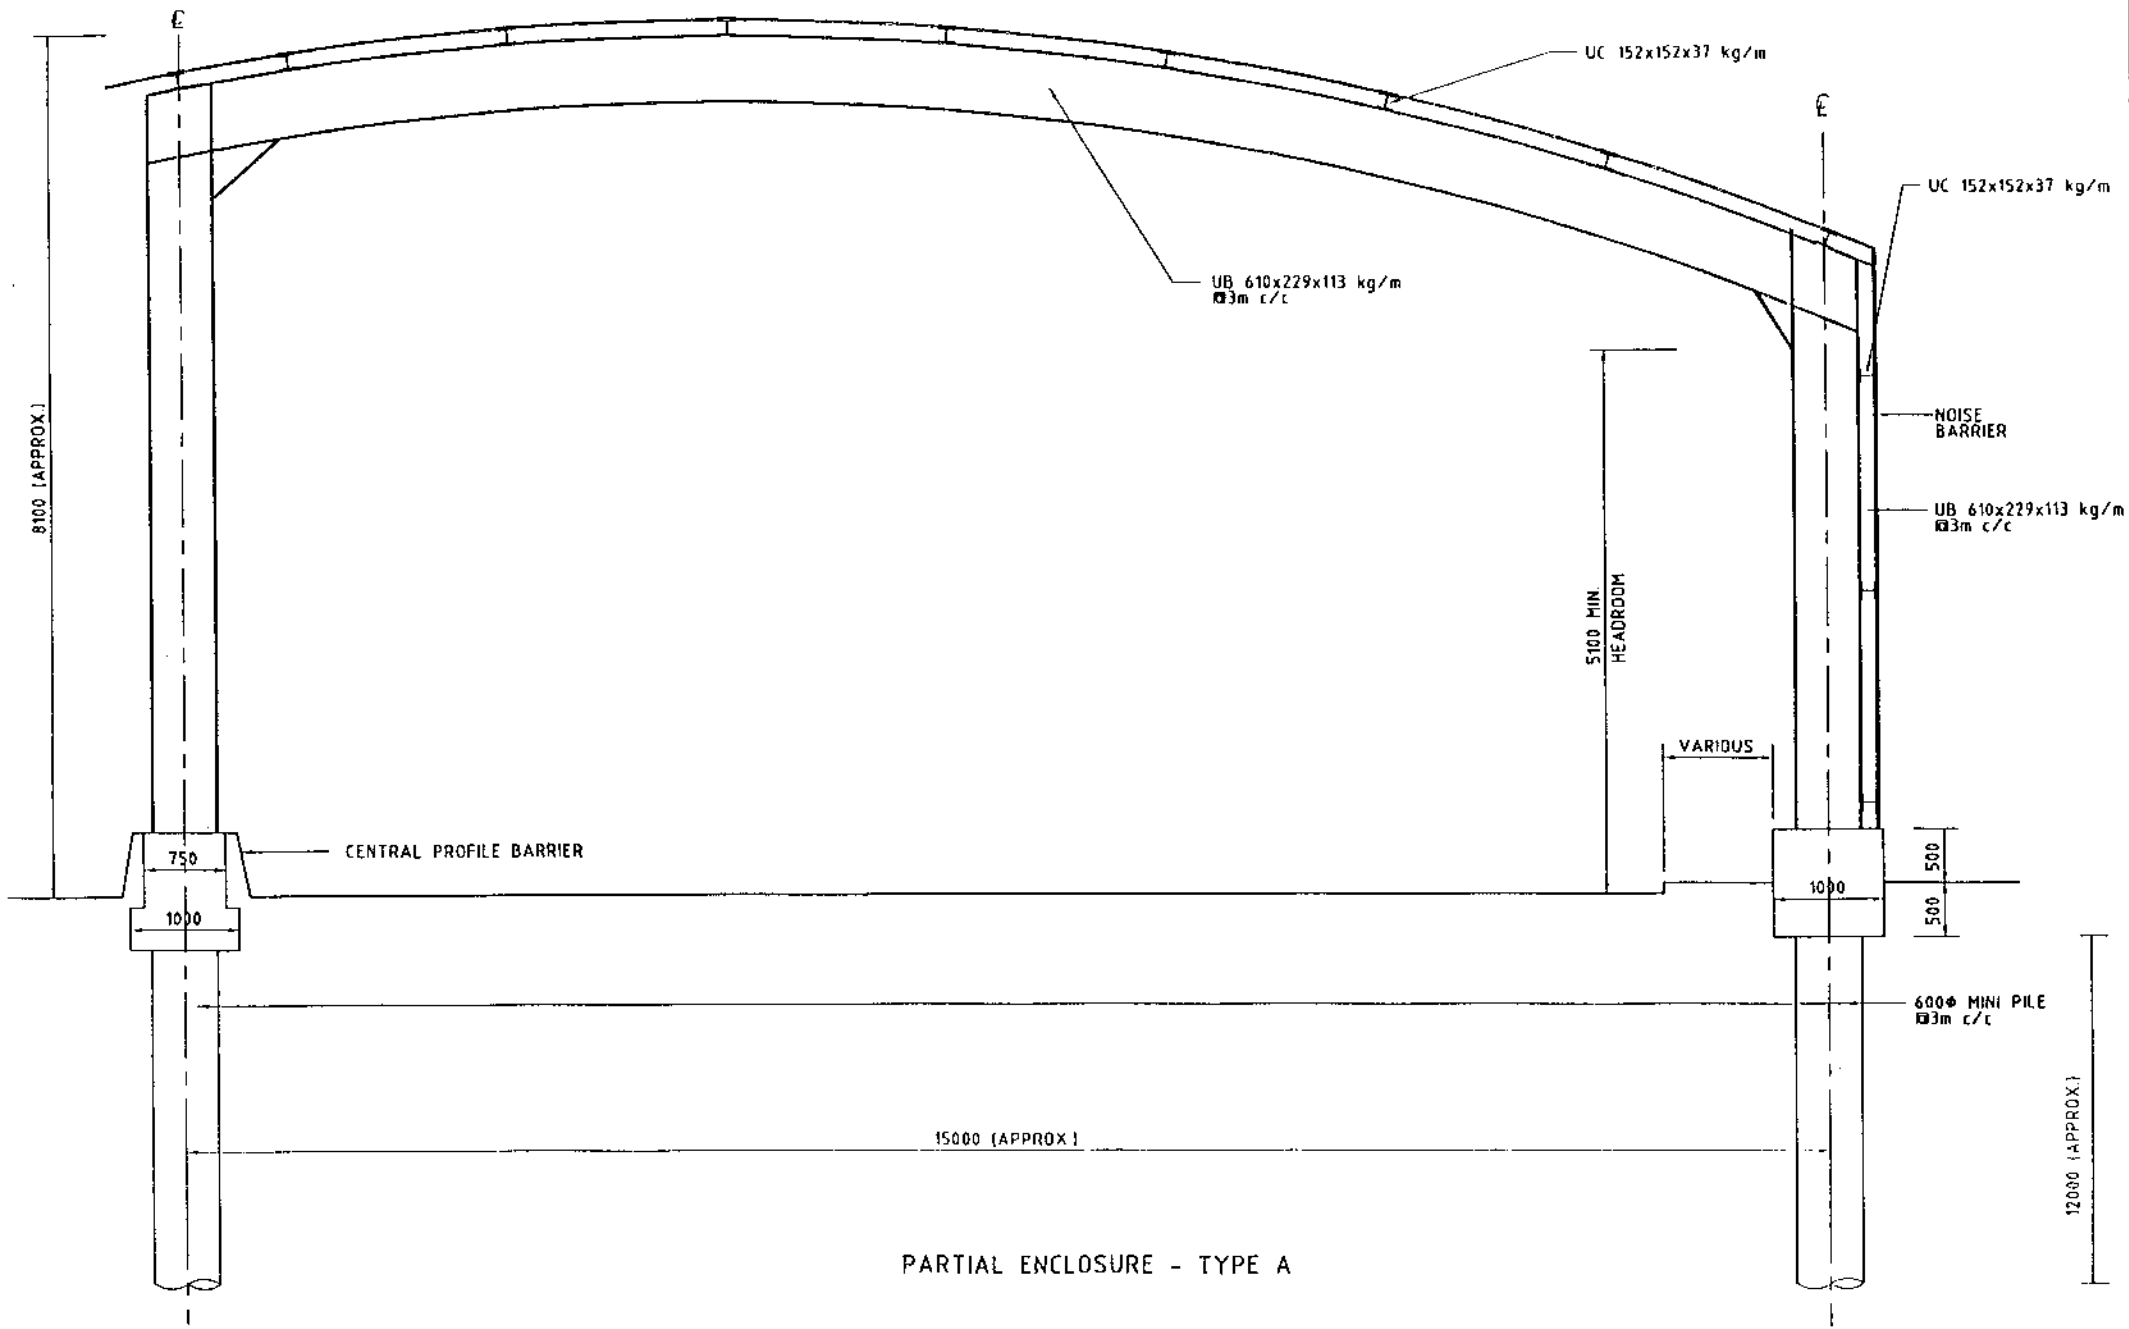 ℄
UC 152x152x37 kg/m
℄
UC 152x152x37 kg/m
UB 610x229x113 kg/m
@3m c/c
8100 (APPROX.)
NOISE
BARRIER
UB 610x229x113 kg/m
@3m c/c
5100 MIN.
HEADROOM
VARIOUS
750
CENTRAL PROFILE BARRIER
500
1000
1000
500
600Φ MINI PILE
@3m c/c
15000 (APPROX.)
12000 (APPROX.)
PARTIAL ENCLOSURE - TYPE A